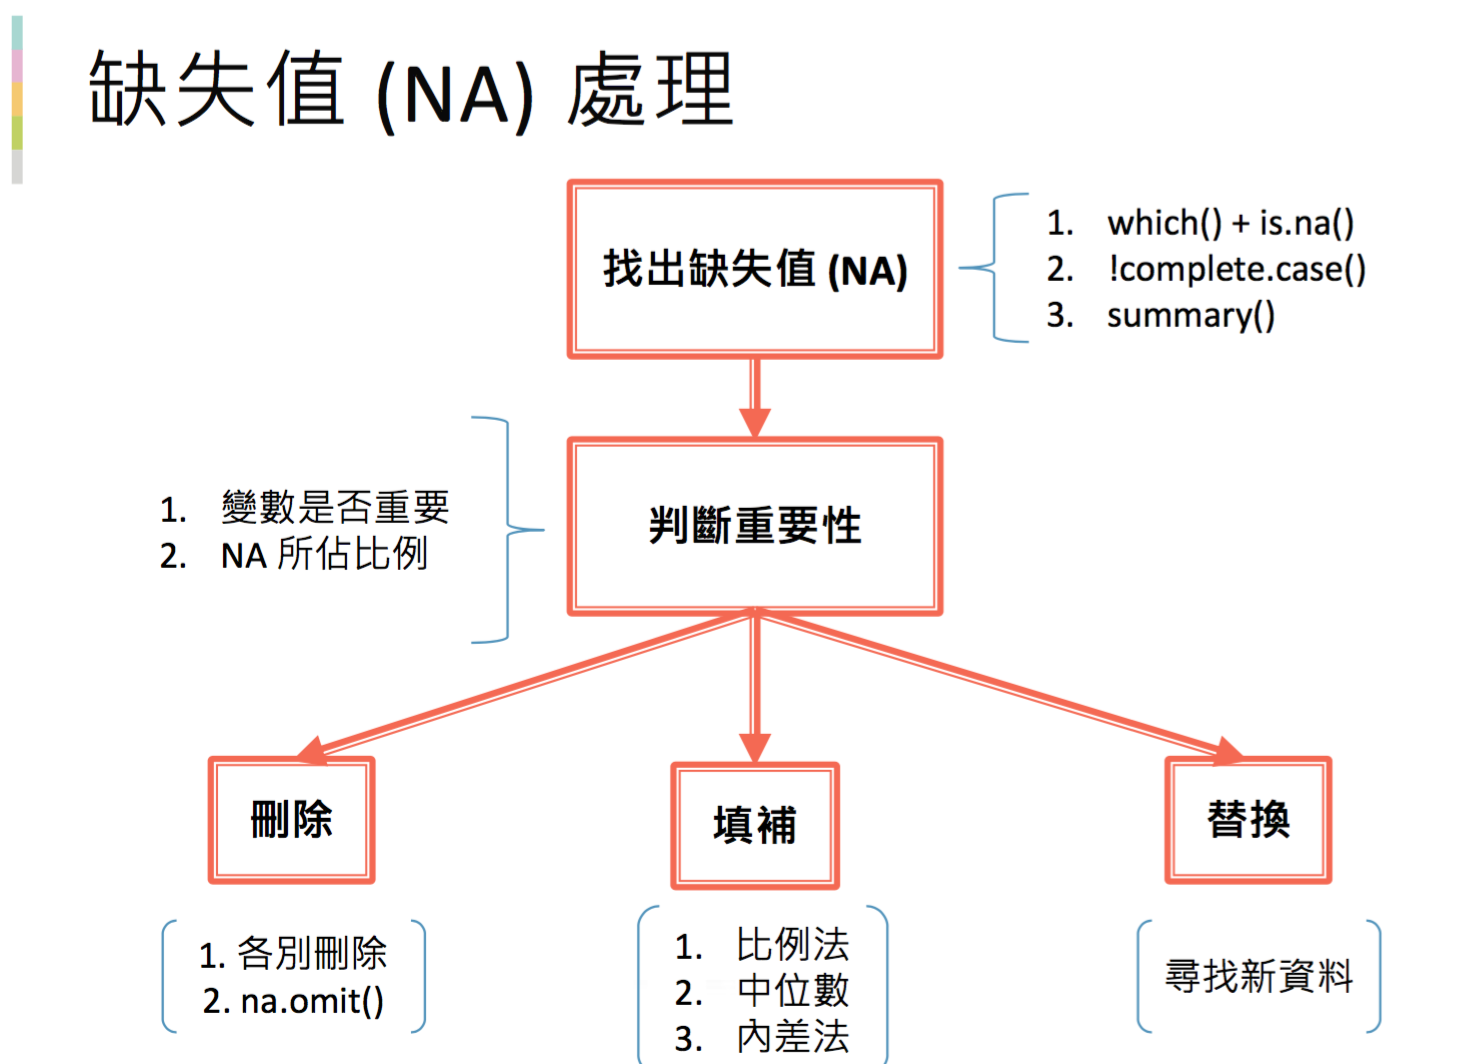 缺失值 (NA) 處理
找出缺失值 (NA)
1. which() + is.na()
2. !complete.case()
3. summary()
判斷重要性
1. 變數是否重要
2. NA 所佔比例
刪除
填補
替換
1. 各別刪除
2. na.omit()
1. 比例法
2. 中位數
3. 內差法
尋找新資料